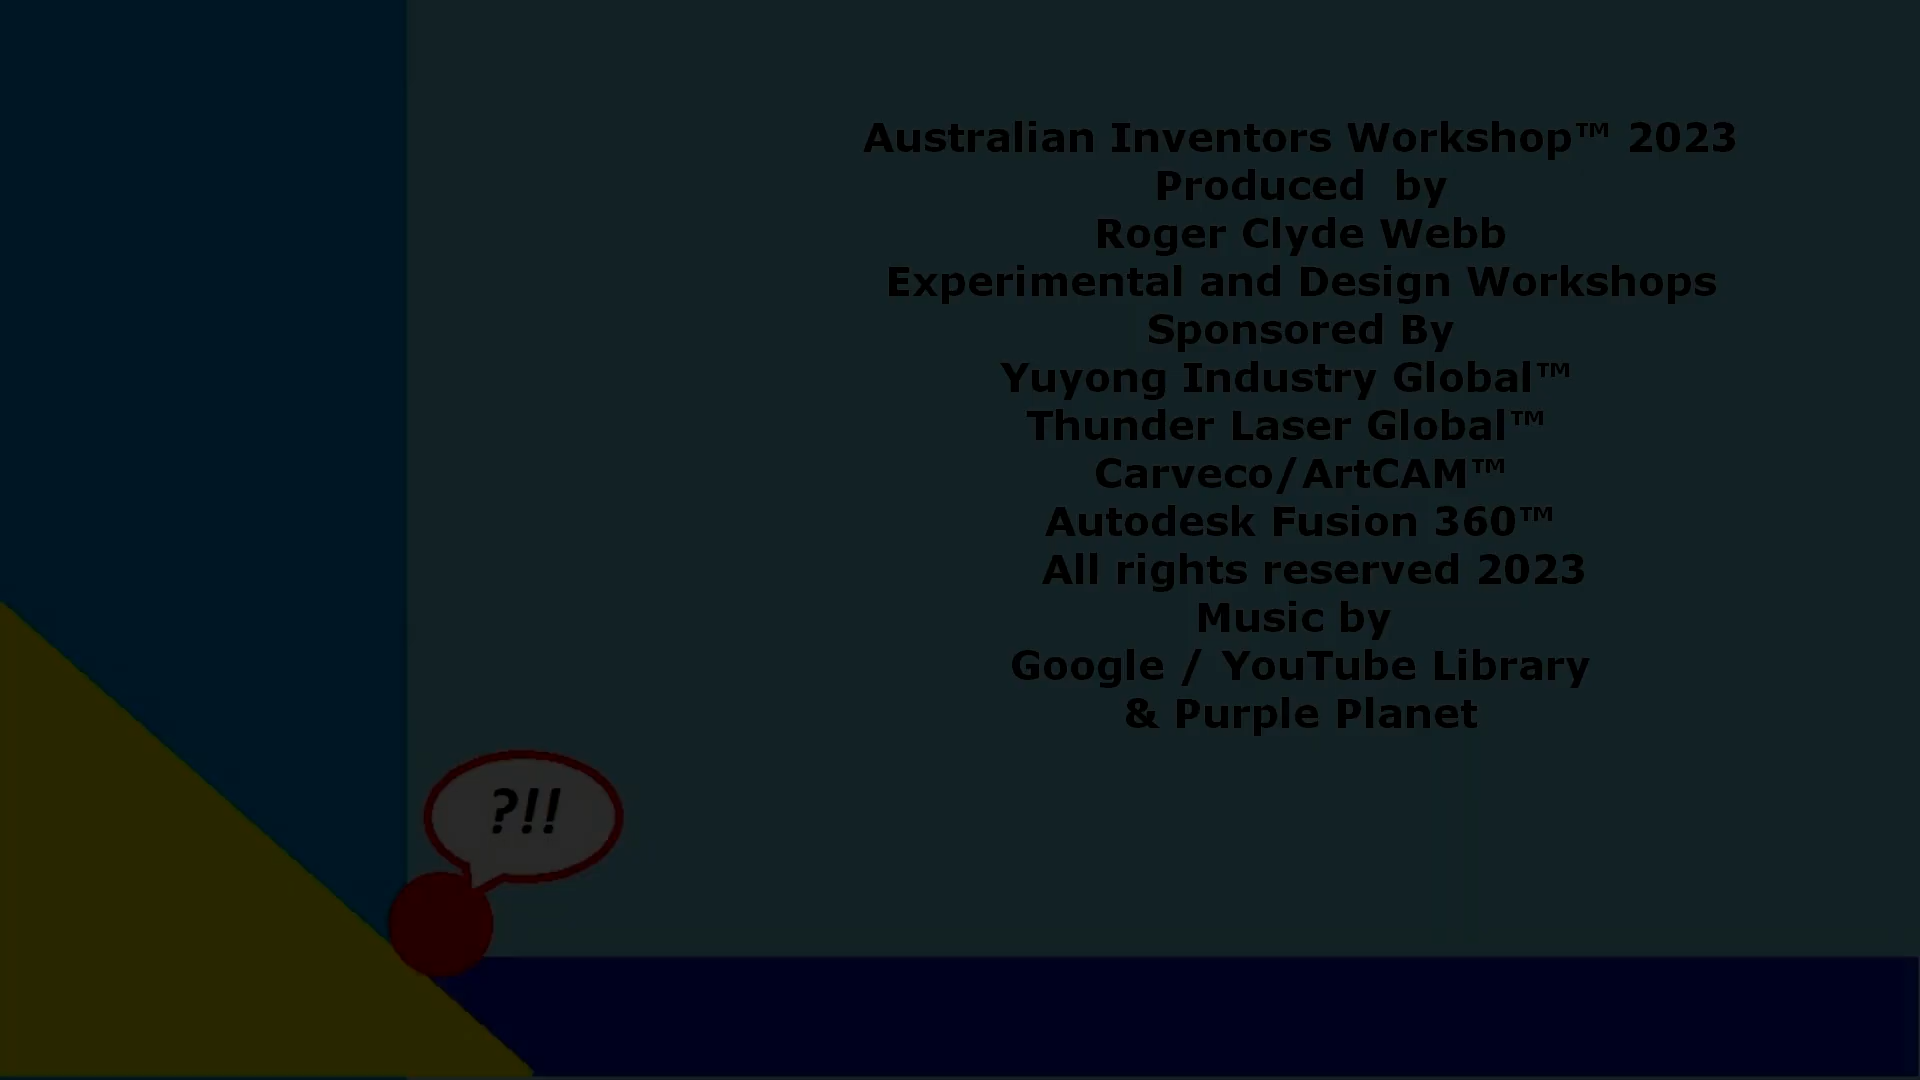 Australian Inventors Workshop™ 2023
Produced by
Roger Clyde Webb
Experimental and Design Workshops
Sponsored By
Yuyong Industry Global™
Thunder Laser Global™
Carveco/ArtCAM™
Autodesk Fusion 360™
All rights reserved 2023
Music by
Google / YouTube Library
& Purple Planet
?!!